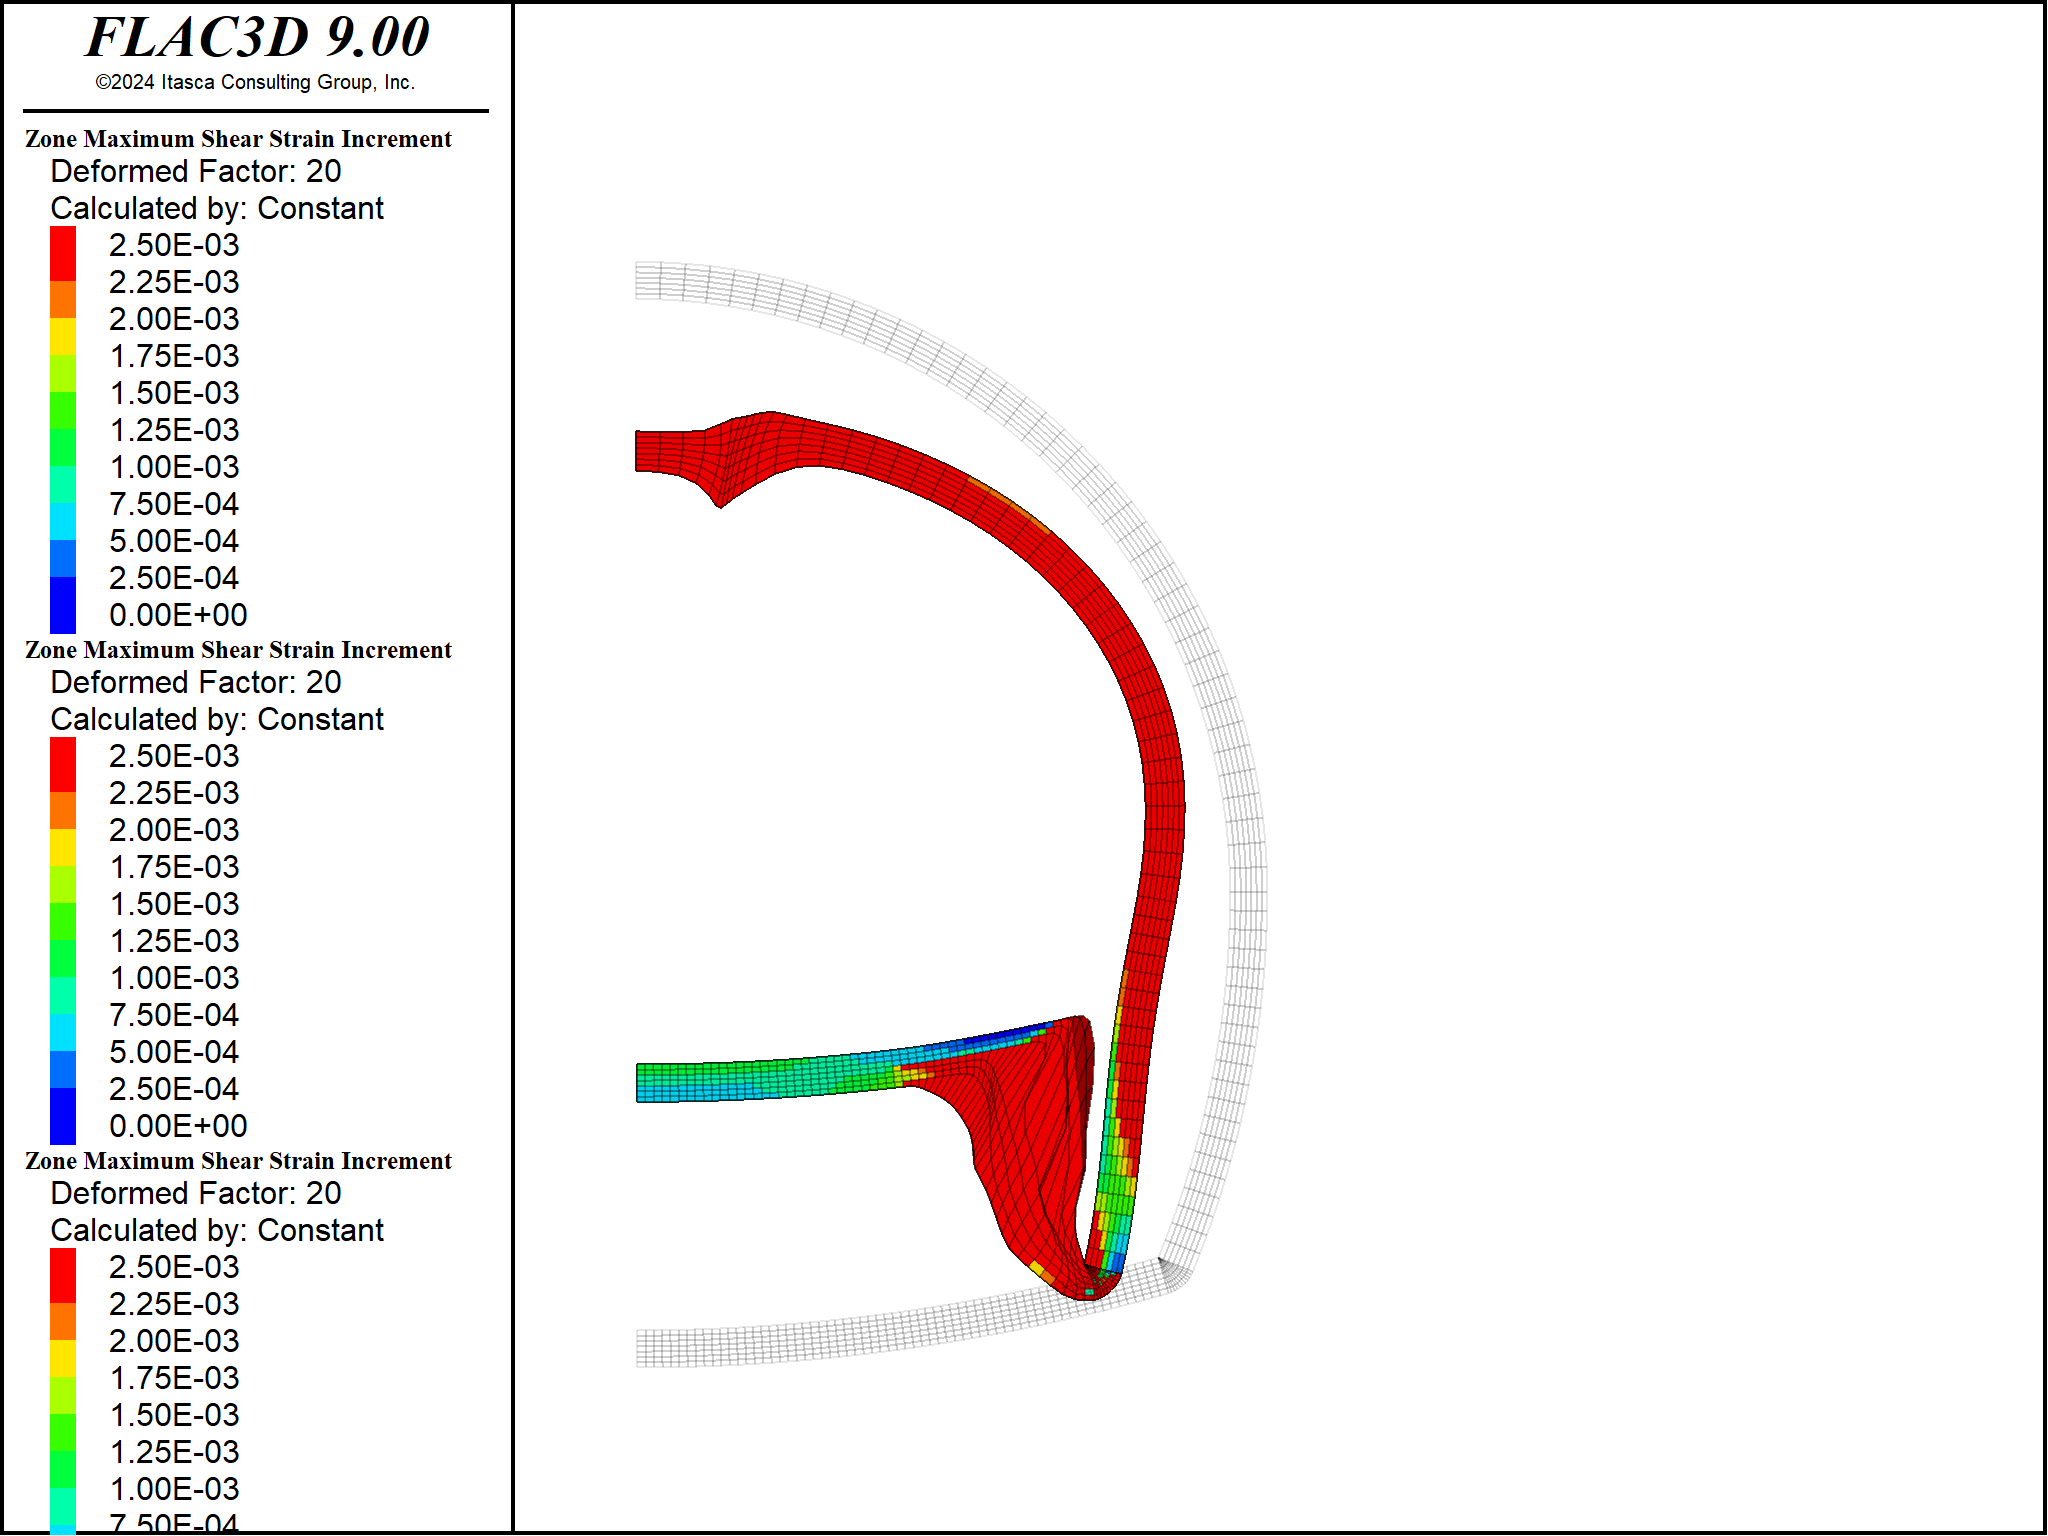 FLAC3D 9.00
©2024 Itasca Consulting Group, Inc.
Zone Maximum Shear Strain Increment
Deformed Factor: 20
Calculated by: Constant
2.50E-03
2.25E-03
2.00E-03
1.75E-03
1.50E-03
1.25E-03
1.00E-03
7.50E-04
5.00E-04
2.50E-04
0.00E+00
Zone Maximum Shear Strain Increment
Deformed Factor: 20
Calculated by: Constant
2.50E-03
2.25E-03
2.00E-03
1.75E-03
1.50E-03
1.25E-03
1.00E-03
7.50E-04
5.00E-04
2.50E-04
0.00E+00
Zone Maximum Shear Strain Increment
Deformed Factor: 20
Calculated by: Constant
2.50E-03
2.25E-03
2.00E-03
1.75E-03
1.50E-03
1.25E-03
1.00E-03
7.50E-04